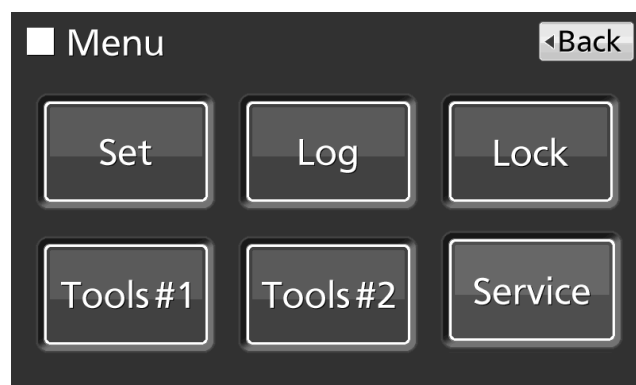 Menu
◂Back
Set
Log
Lock
Tools #1
Tools #2
Service